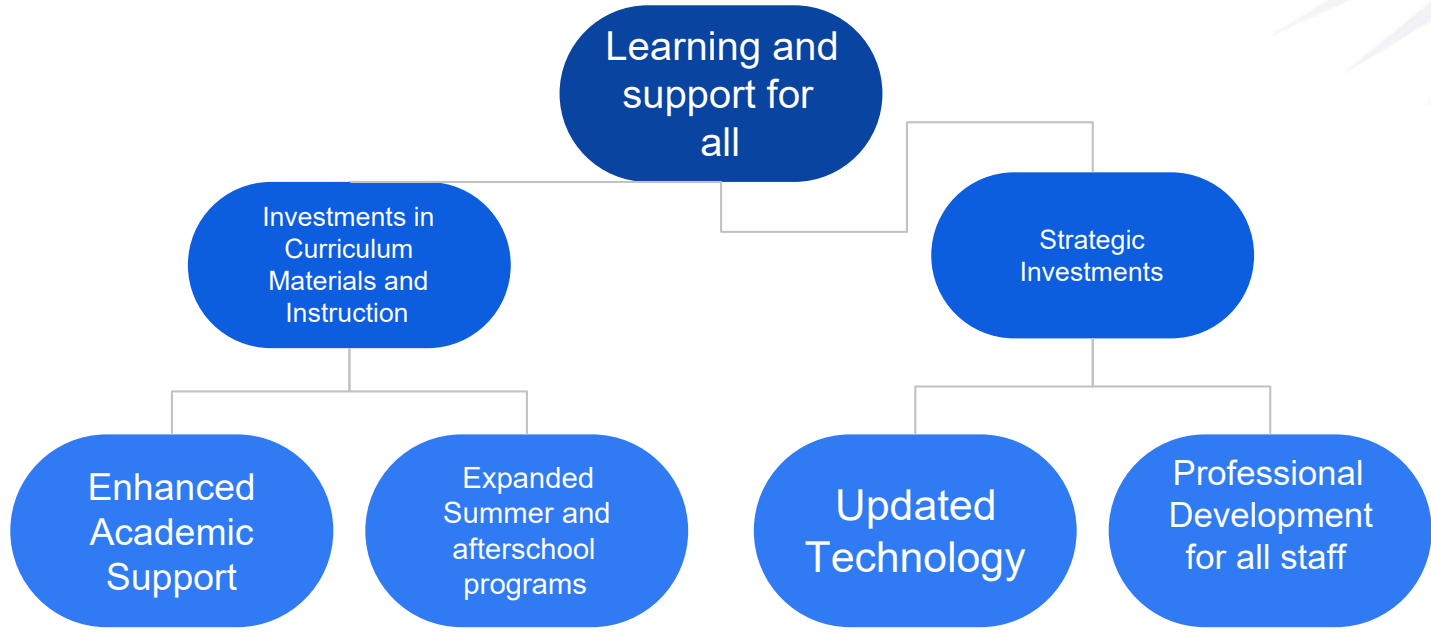 Learning and
support for
all
Investments in
Curriculum
Materials and
Instruction
Strategic
Investments
Enhanced
Academic
Support
Expanded
Summer and
afterschool
programs
Updated
Technology
Professional
Development
for all staff